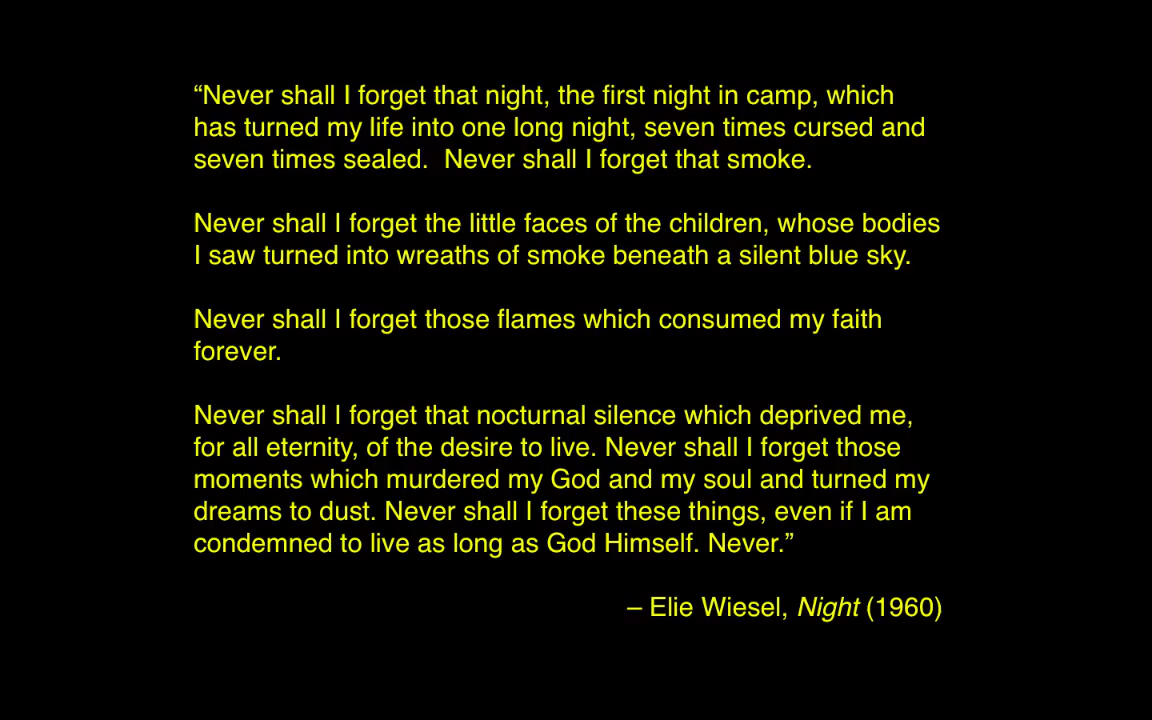 “Never shall I forget that night, the first night in camp, which
has turned my life into one long night, seven times cursed and
seven times sealed.  Never shall I forget that smoke.
Never shall I forget the little faces of the children, whose bodies
I saw turned into wreaths of smoke beneath a silent blue sky.
Never shall I forget those flames which consumed my faith
forever.
Never shall I forget that nocturnal silence which deprived me,
for all eternity, of the desire to live. Never shall I forget those
moments which murdered my God and my soul and turned my
dreams to dust. Never shall I forget these things, even if I am
condemned to live as long as God Himself. Never.”
– Elie Wiesel, Night (1960)